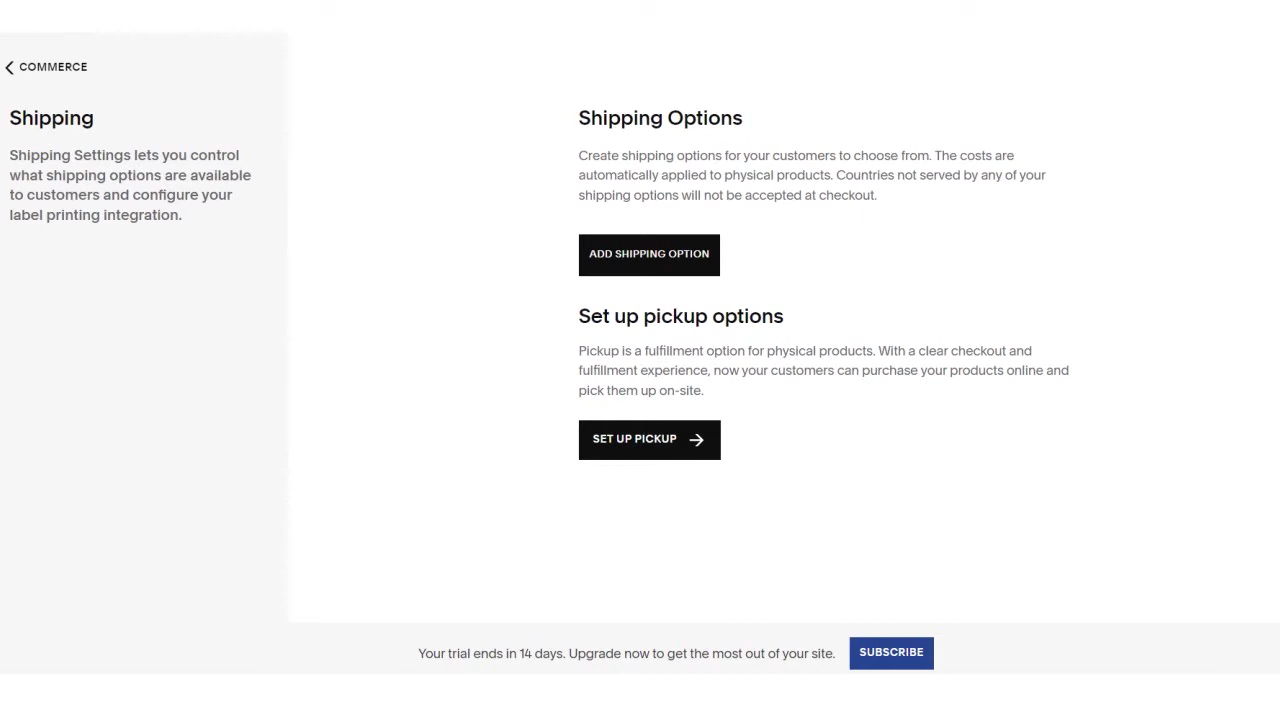 COMMERCE
Shipping
Shipping Settings lets you control
what shipping options are available
to customers and configure your
label printing integration.
Shipping Options
Create shipping options for your customers to choose from. The costs are
automatically applied to physical products. Countries not served by any of your
shipping options will not be accepted at checkout.
ADD SHIPPING OPTION
Set up pickup options
Pickup is a fulfillment option for physical products. With a clear checkout and
fulfillment experience, now your customers can purchase your products online and
pick them up on-site.
SET UP PICKUP
Your trial ends in 14 days. Upgrade now to get the most out of your site.
SUBSCRIBE